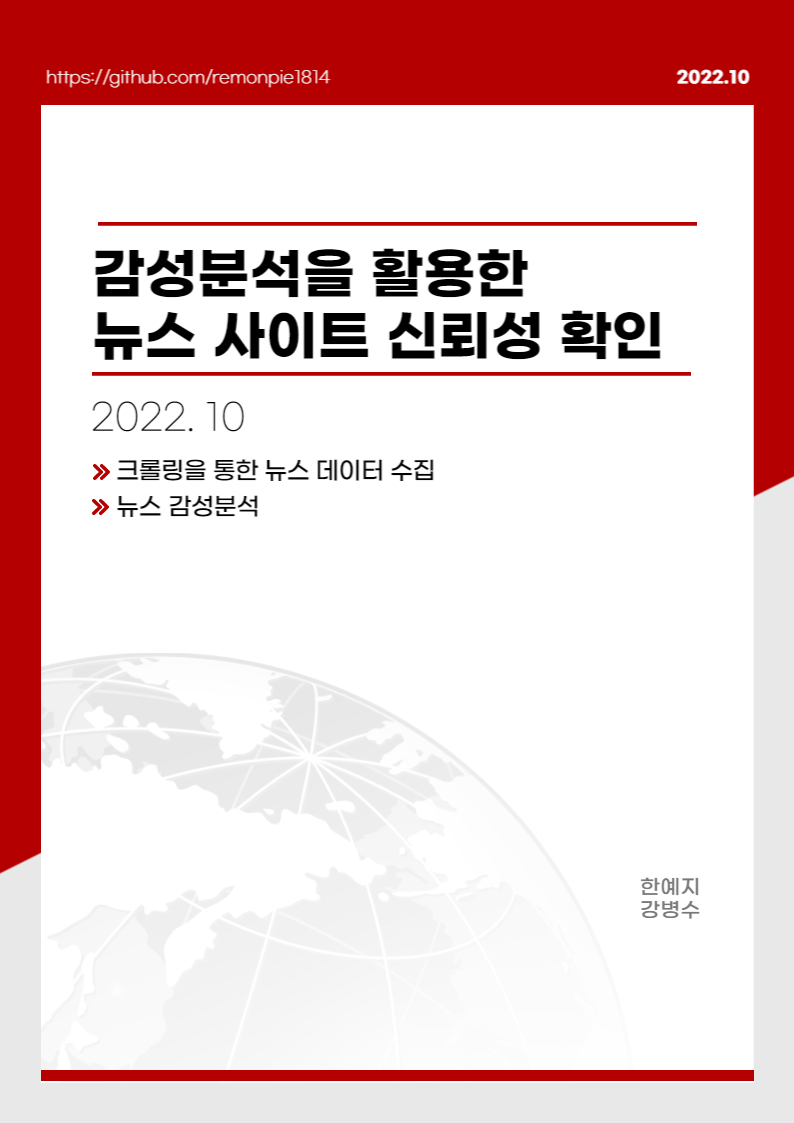 https://github.com/remonpie1814
2022.10
감성분석을 활용한
뉴스 사이트 신뢰성 확인
2022. 10
크롤링을 통한 뉴스 데이터 수집
뉴스 감성분석
한예지
강병수